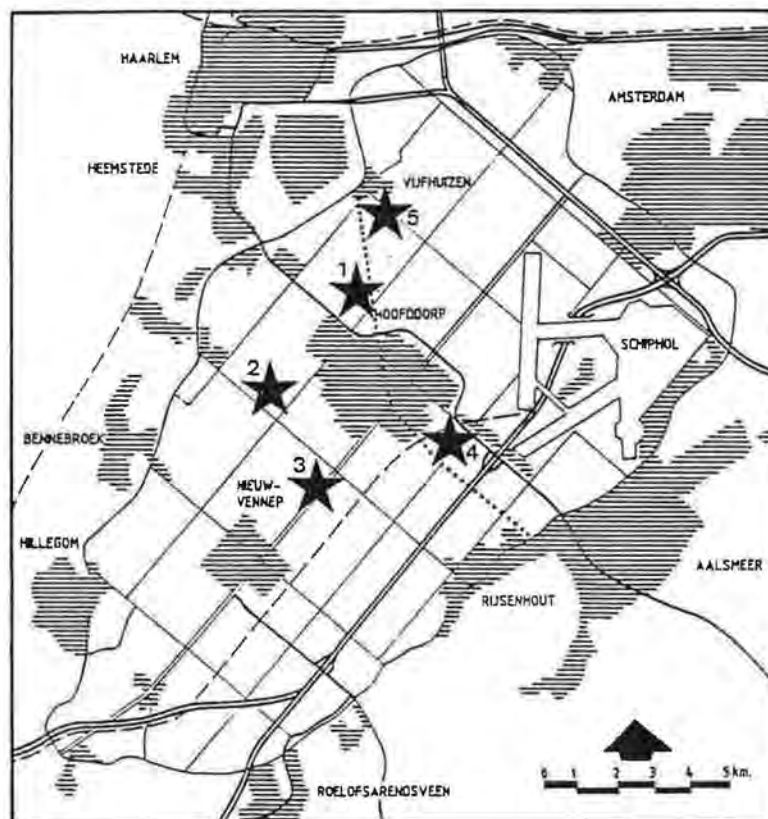 HAARLEM
AMSTERDAM
HEEMSTEDE
VIJFHUIZEN
5
1
HOOFDDORP
SCHIPHOL
2
BENNEBROEK
4
3
NIEUW-
VENNEP
HILLEGOM
AALSMEER
RIJSENHOUT
0 1 2 3 4 5 km.
ROELOFSARENDSVEEN